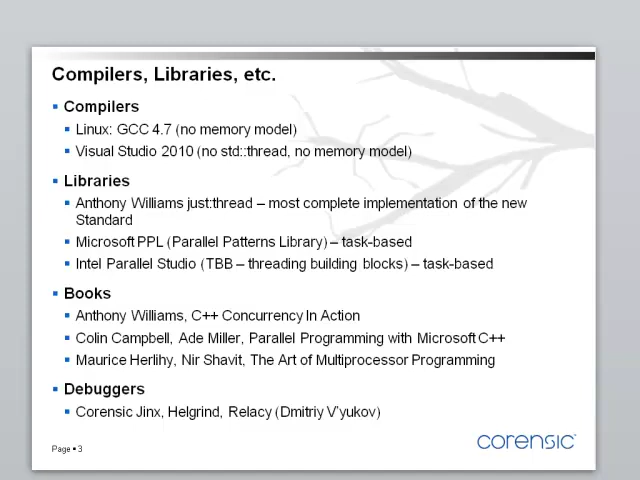 Compilers, Libraries, etc.
Compilers
Linux: GCC 4.7 (no memory model)
Visual Studio 2010 (no std::thread, no memory model)
Libraries
Anthony Williams just:thread – most complete implementation of the new
Standard
Microsoft PPL (Parallel Patterns Library) – task-based
Intel Parallel Studio (TBB – threading building blocks) – task-based
Books
Anthony Williams, C++ Concurrency In Action
Colin Campbell, Ade Miller, Parallel Programming with Microsoft C++
Maurice Herlihy, Nir Shavit, The Art of Multiprocessor Programming
Debuggers
Corensic Jinx, Helgrind, Relacy (Dmitriy V'yukov)
Page ▪ 3
corensic